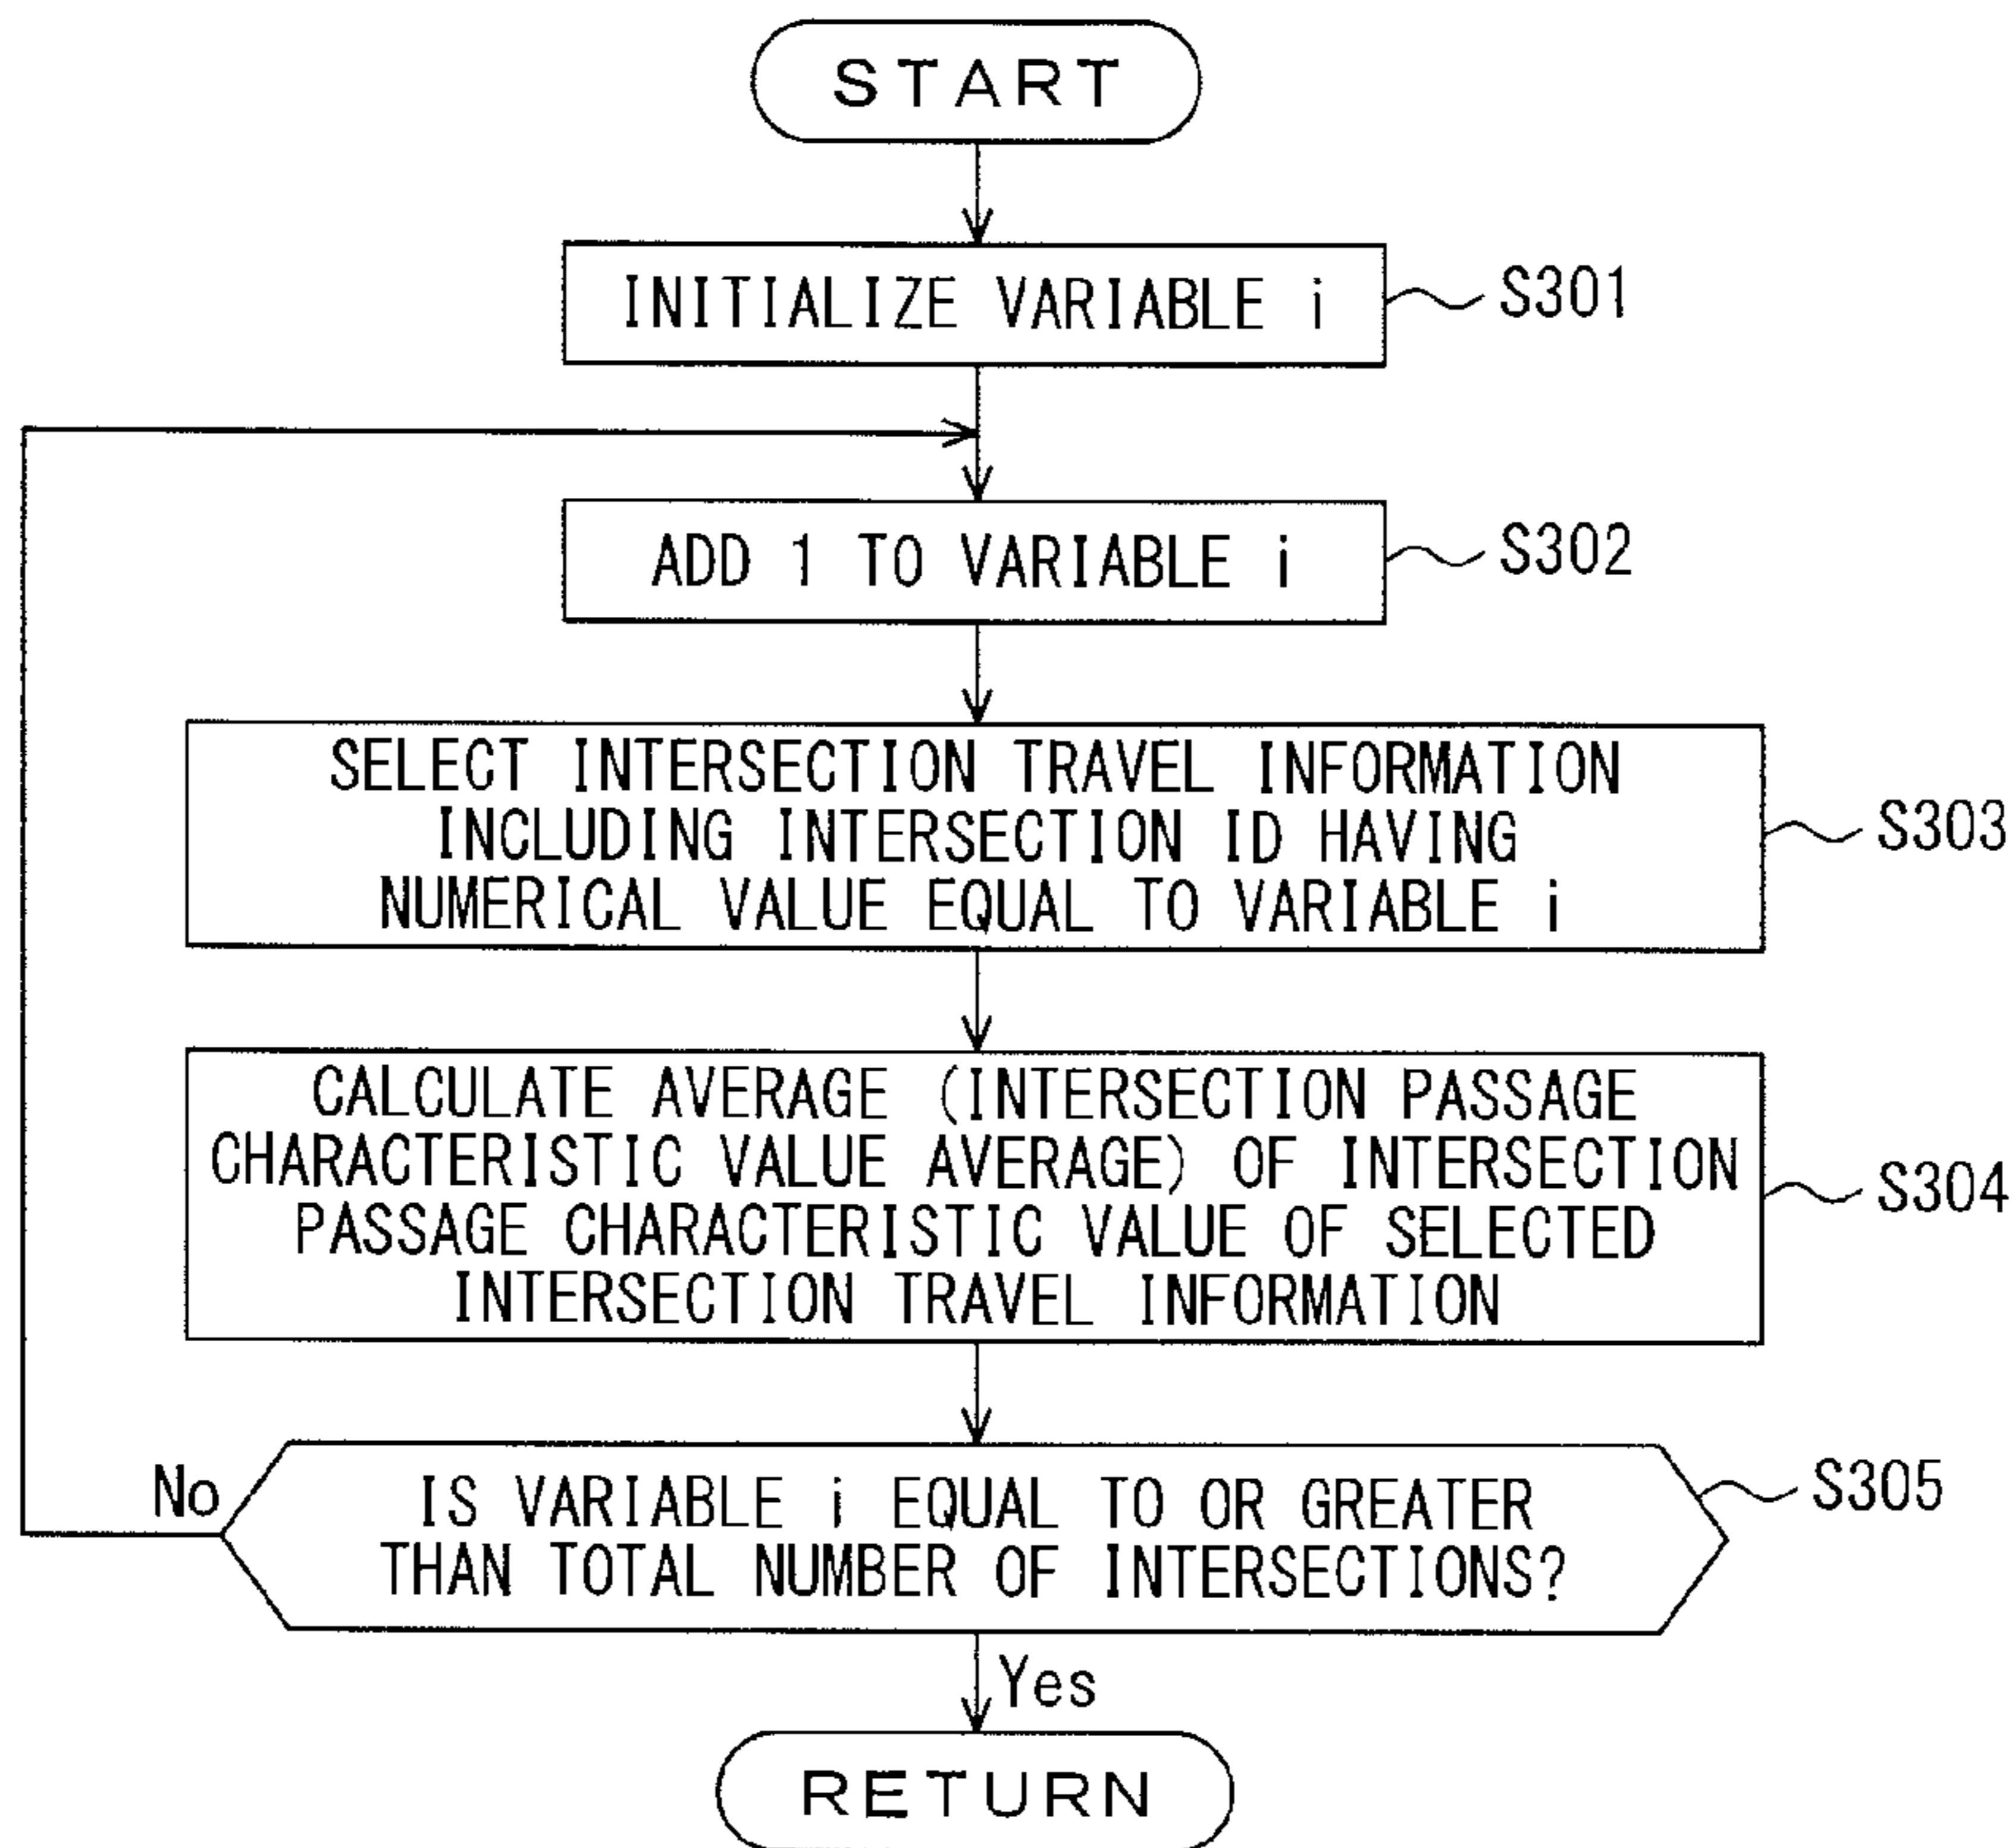 START
INITIALIZE VARIABLE i
S301
ADD 1 TO VARIABLE i
S302
SELECT INTERSECTION TRAVEL INFORMATION
INCLUDING INTERSECTION ID HAVING
NUMERICAL VALUE EQUAL TO VARIABLE i
S303
CALCULATE AVERAGE (INTERSECTION PASSAGE
CHARACTERISTIC VALUE AVERAGE) OF INTERSECTION
PASSAGE CHARACTERISTIC VALUE OF SELECTED
INTERSECTION TRAVEL INFORMATION
S304
No
IS VARIABLE i EQUAL TO OR GREATER
THAN TOTAL NUMBER OF INTERSECTIONS?
S305
Yes
RETURN